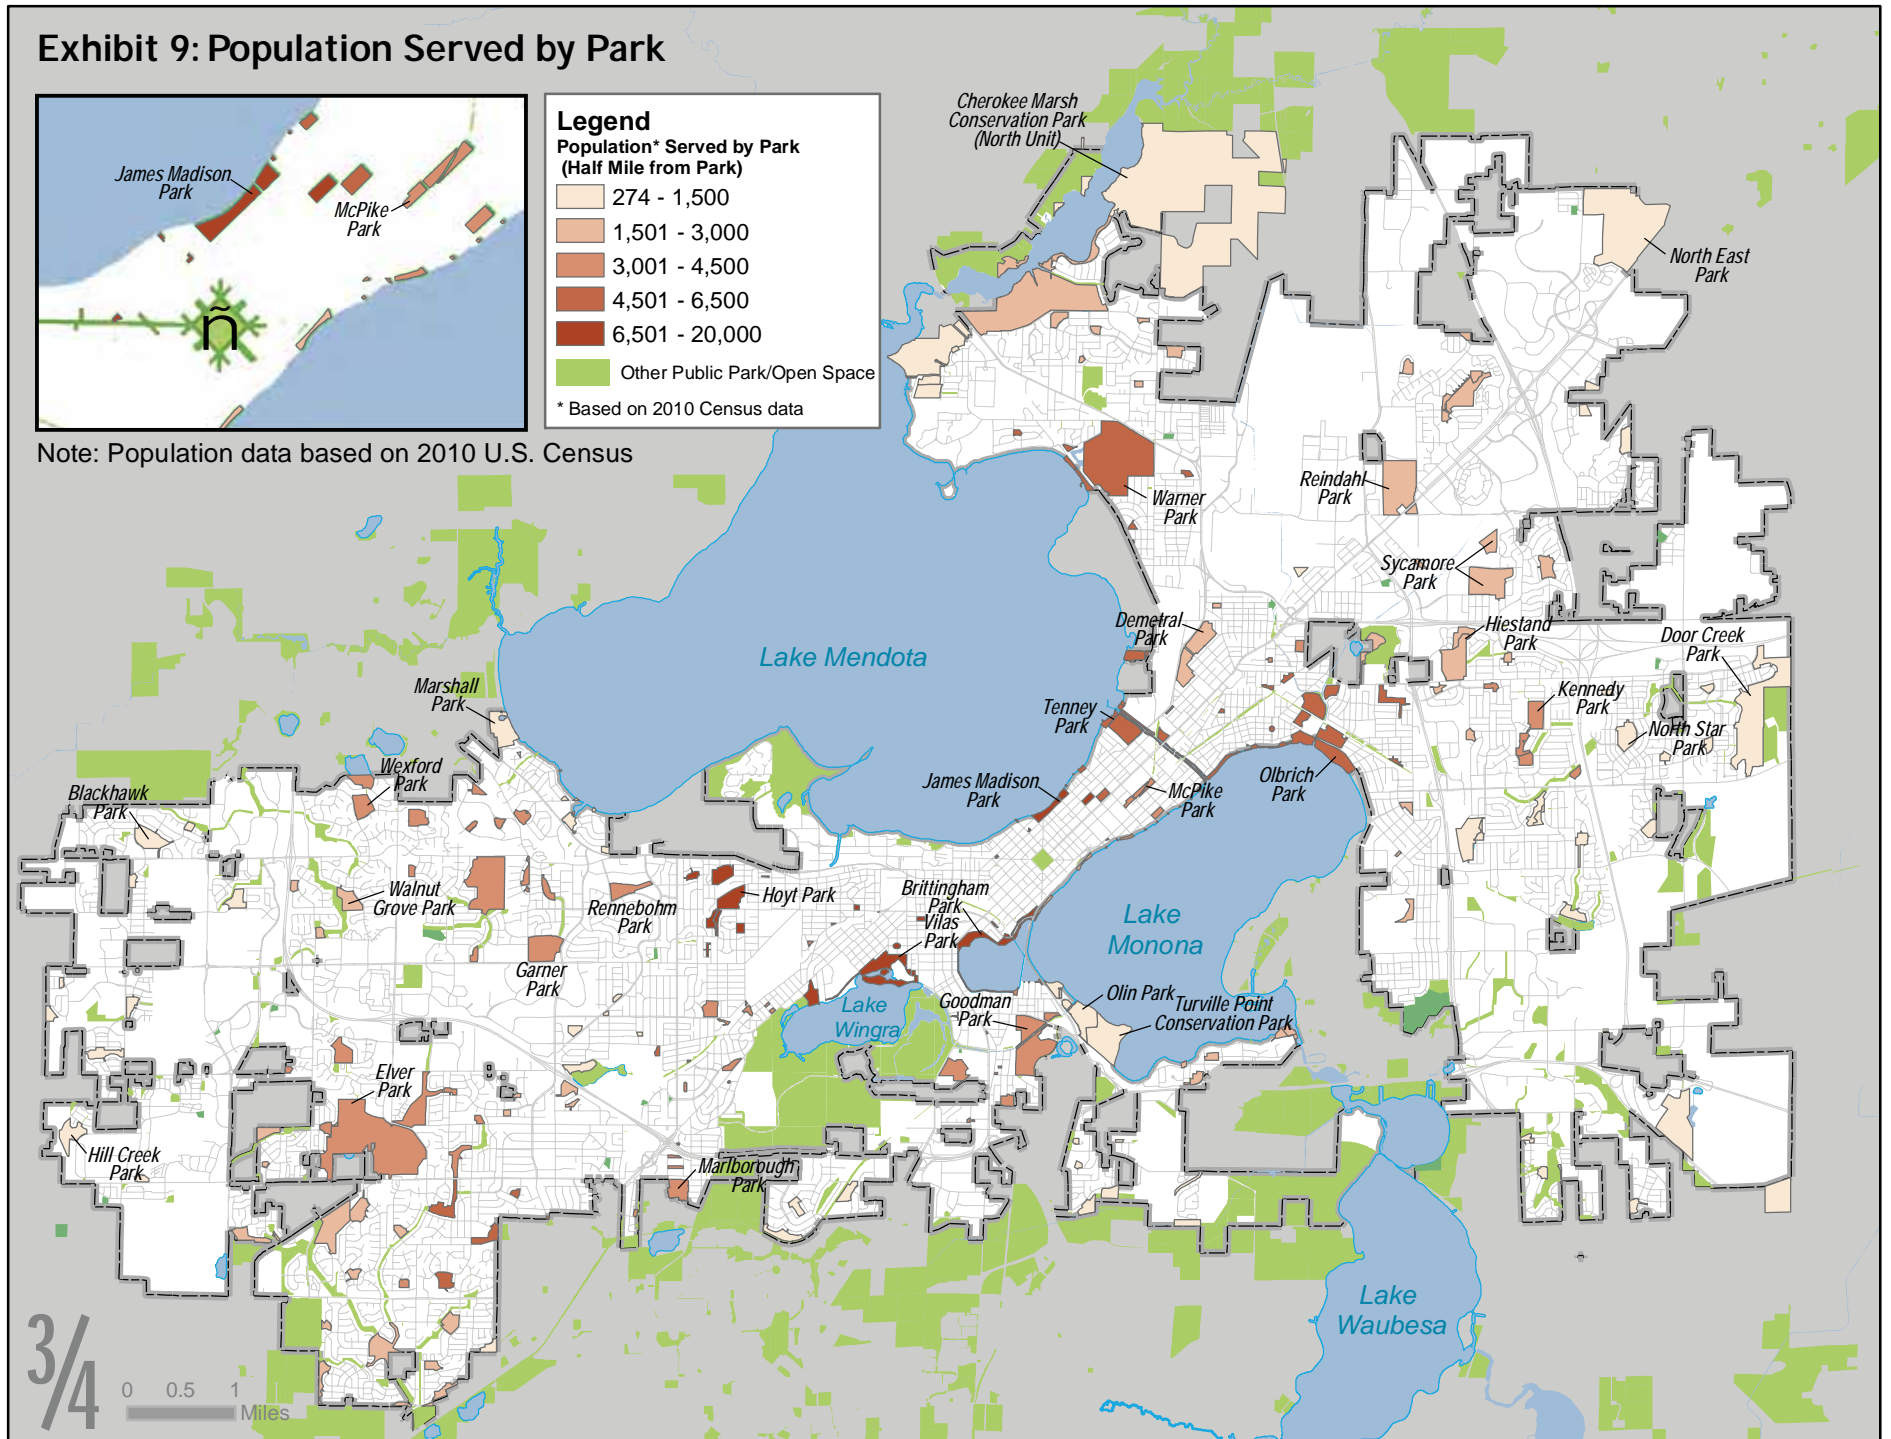 Exhibit 9: Population Served by Park
James Madison
Park
McPike
Park
ñ
Legend
Population* Served by Park
(Half Mile from Park)
274 - 1,500
1,501 - 3,000
3,001 - 4,500
4,501 - 6,500
6,501 - 20,000
Other Public Park/Open Space
* Based on 2010 Census data
Note: Population data based on 2010 U.S. Census
Cherokee Marsh
Conservation Park
(North Unit)
North East
Park
Warner
Park
Reindahl
Park
Sycamore
Park
Demetral
Park
Hiestand
Park
Door Creek
Park
Lake Mendota
Marshall
Park
Tenney
Park
Kennedy
Park
North Star
Park
Wexford
Park
Blackhawk
Park
James Madison
Park
McPike
Park
Olbrich
Park
Walnut
Grove Park
Rennebohm
Park
Hoyt Park
Brittingham
Park
Vilas
Park
Lake
Monona
Garner
Park
Lake
Wingra
Goodman
Park
Olin Park
Turville Point
Conservation Park
Elver
Park
Hill Creek
Park
Marlborough
Park
Lake
Waubesa
3/4
0 0.5 1
Miles